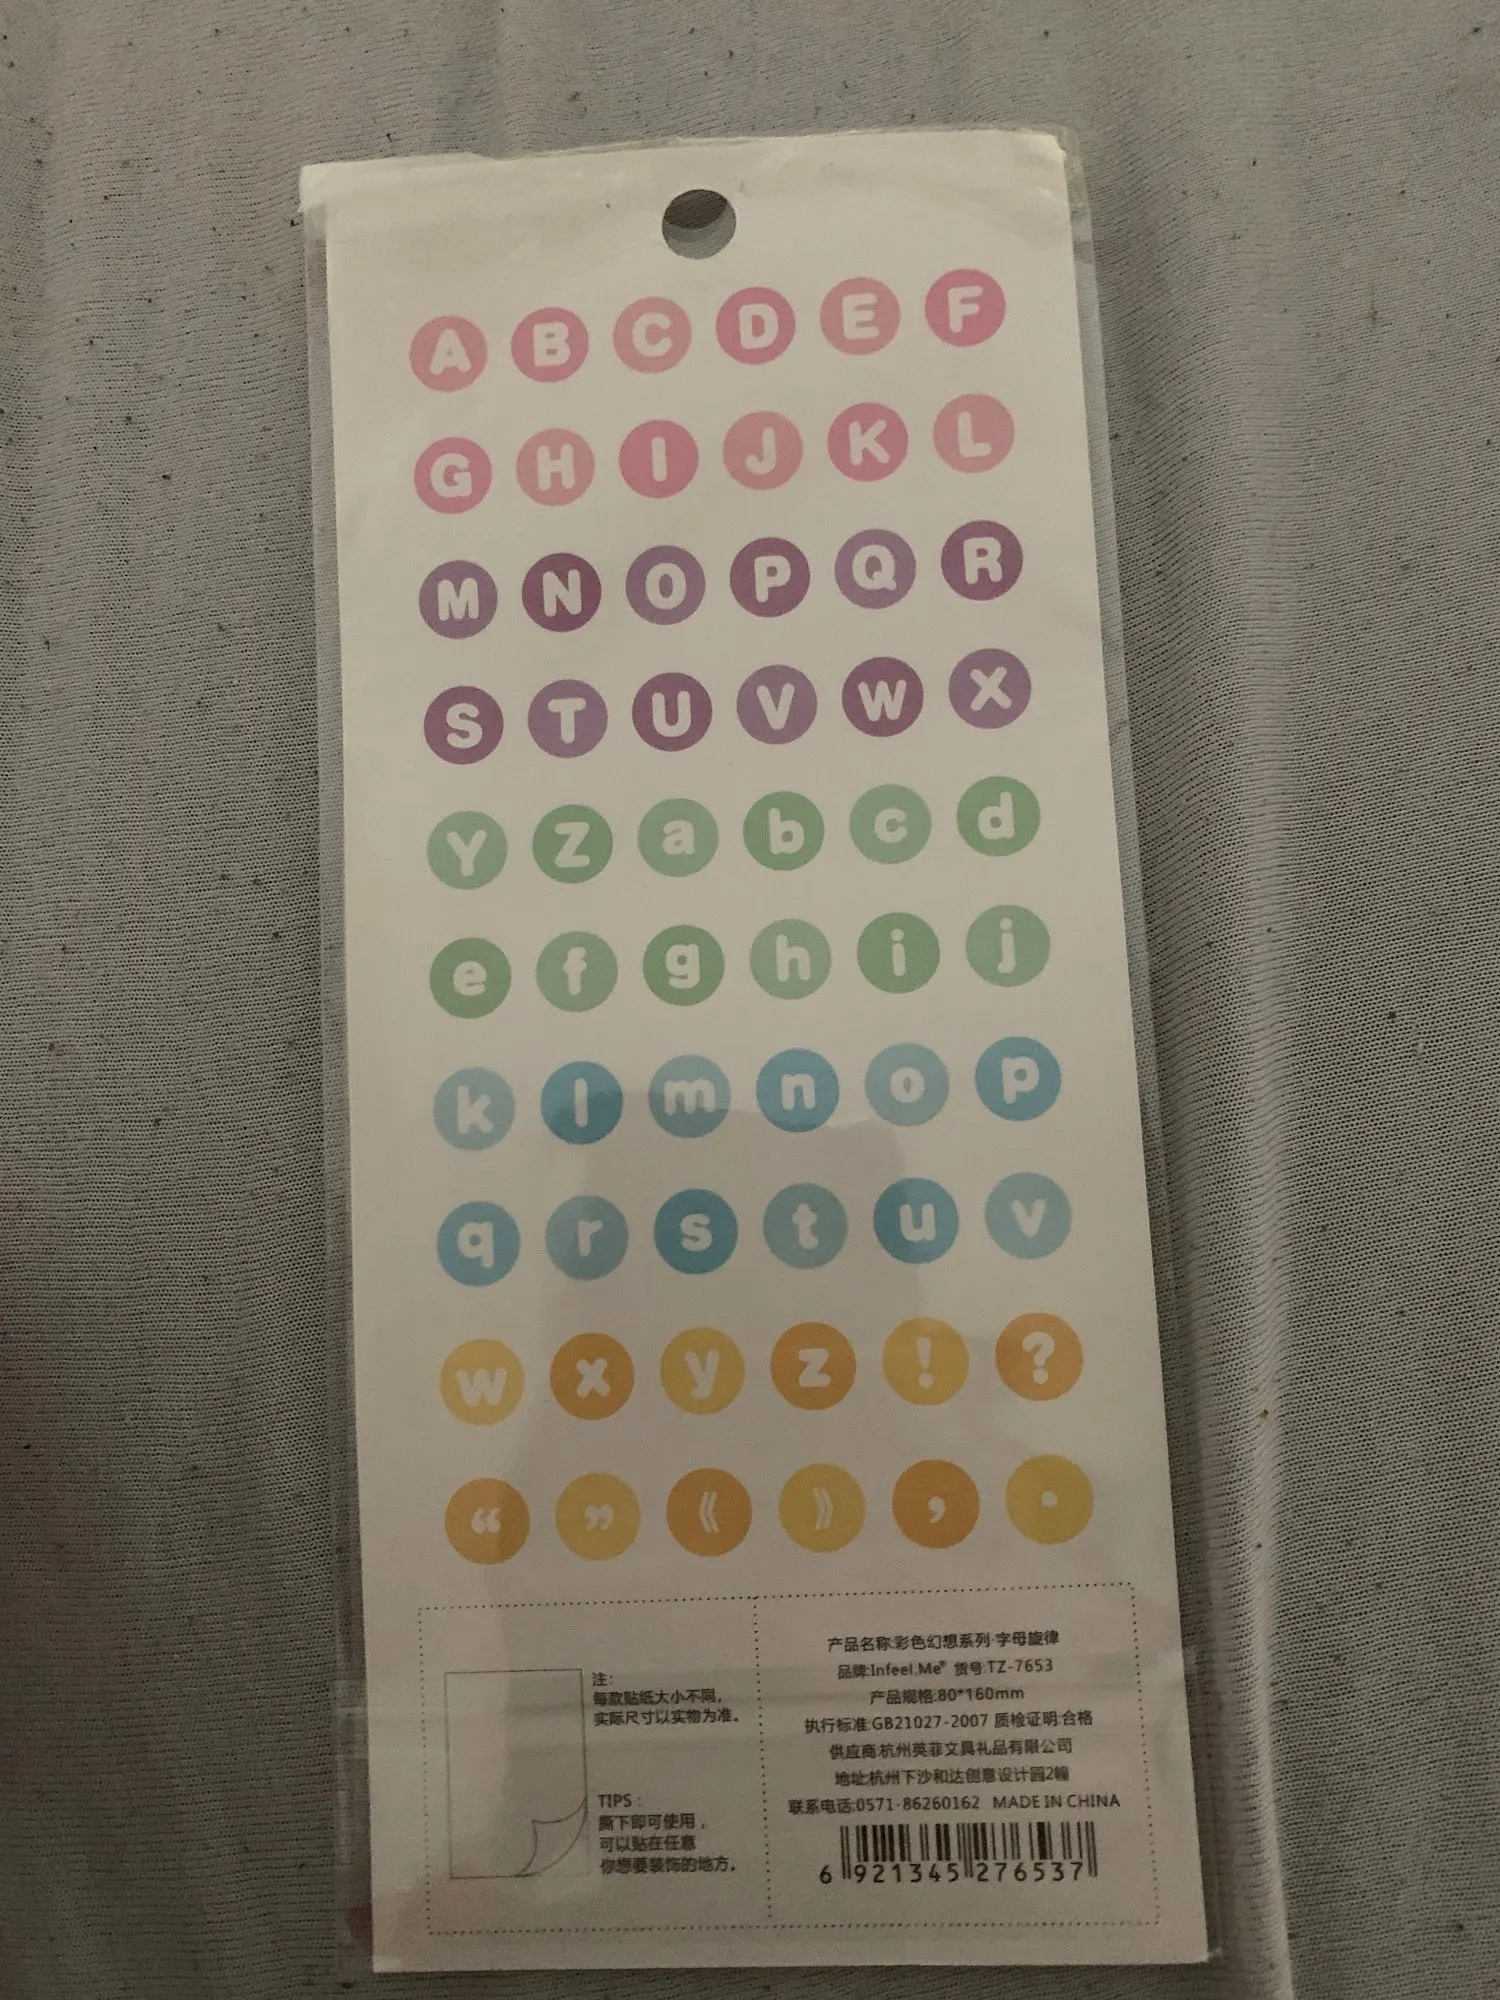 A B C D E F
G H I J K L
M N O P Q R
S T U V W X
Y Z a b c d
e f g h i j
k l m n o p
q r s t u v
w x y z ! ?
“ ” 《 》 , •
注:
每款贴纸大小不同,
实际尺寸以实物为准。
TIPS :
撕下即可使用,
可以贴在任意
你想要装饰的地方。
产品名称:彩色幻想系列·字母旋律
品牌:Infeel.Me® 货号:TZ-7653
产品规格:80*160mm
执行标准:GB21027-2007 质检证明:合格
供应商:杭州英菲文具礼品有限公司
地址:杭州下沙和达创意设计园2幢
联系电话:0571-86260162 MADE IN CHINA
6 921345 276537